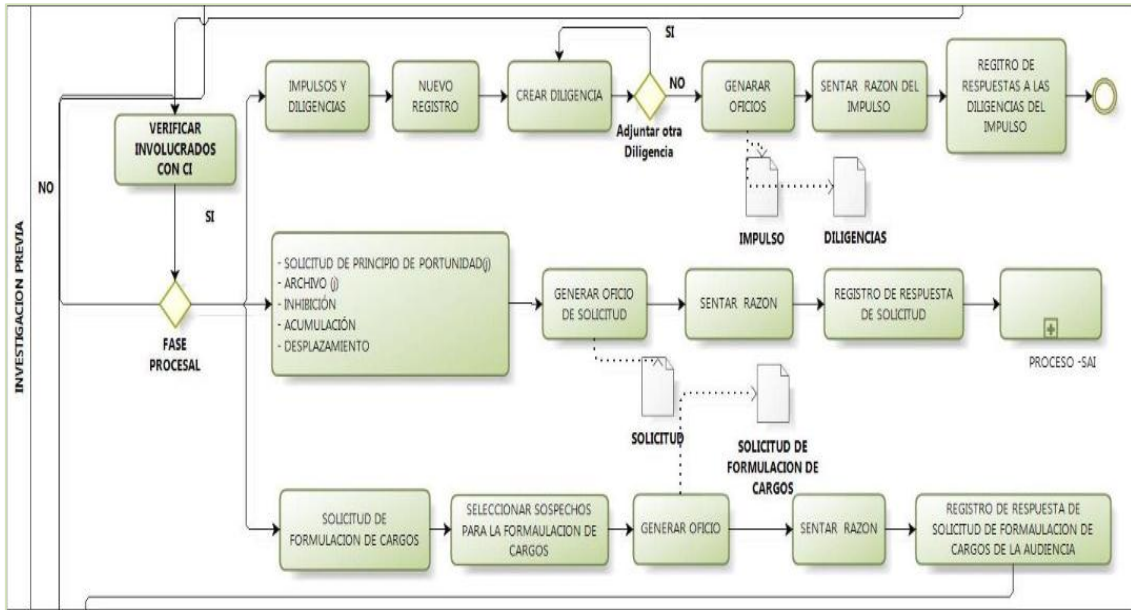 INVESTIGACION PREVIA
SI
IMPULSOS Y
DILIGENCIAS
NUEVO
REGISTRO
CREAR DILIGENCIA
NO
Adjuntar otra
Diligencia
GENARAR
OFICIOS
SENTAR RAZON DEL
IMPULSO
REGITRO DE
RESPUESTAS A LAS
DILIGENCIAS DEL
IMPULSO
VERIFICAR
INVOLUCRADOS
CON CI
NO
SI
IMPULSO
DILIGENCIAS
FASE
PROCESAL
- SOLICITUD DE PRINCIPIO DE PORTUNIDAD(j)
- ARCHIVO (j)
- INHIBICIÓN
- ACUMULACIÓN
- DESPLAZAMIENTO
GENERAR OFICIO
DE SOLICITUD
SENTAR RAZON
REGISTRO DE RESPUESTA
DE SOLICITUD
PROCESO -SAI
SOLICITUD
SOLICITUD DE
FORMULACION DE
CARGOS
SOLICITUD DE
FORMULACION DE CARGOS
SELECCIONAR SOSPECHOS
PARA LA FORMAULACION DE
CARGOS
GENERAR OFICIO
SENTAR RAZON
REGISTRO DE RESPUESTA DE
SOLICITUD DE FORMAULACION DE
CARGOS DE LA AUDIENCIA